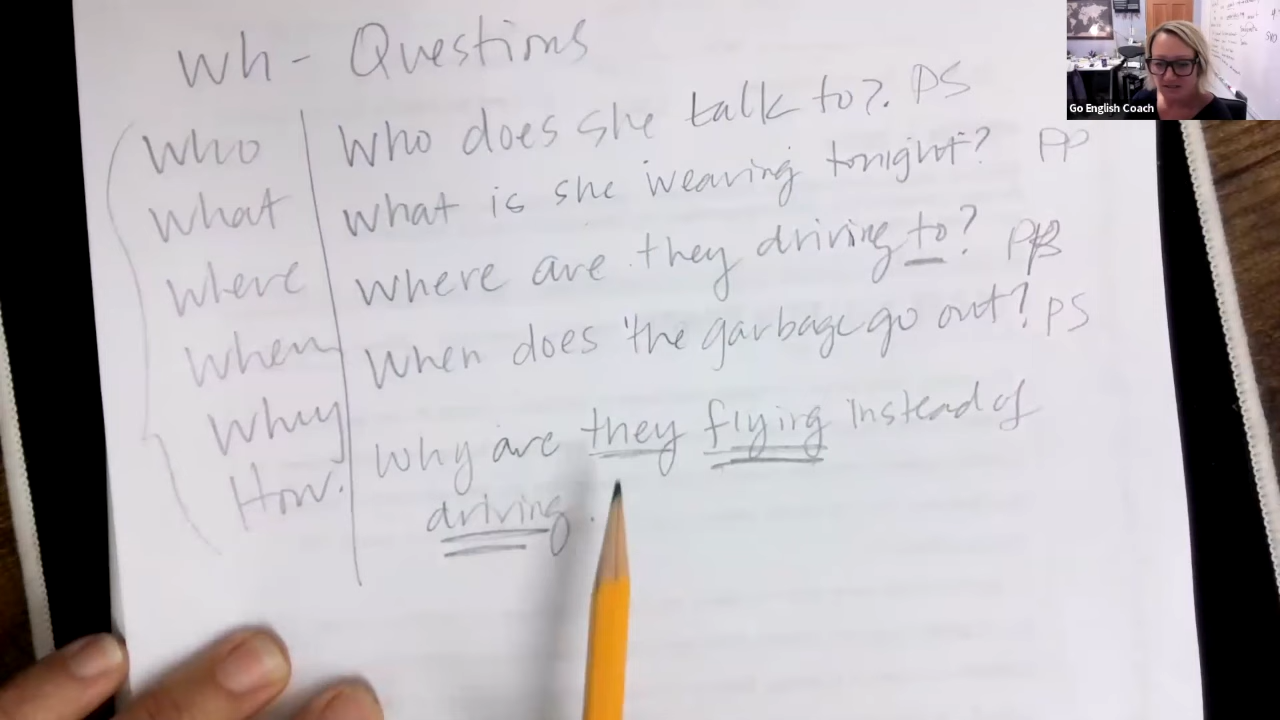 Wh- Questions
Who | Who does she talk to?. PS
What | What is she wearing tonight? PP
Where | Where are they driving to? PP
When | When does the garbage go out? PS
Why | Why are they flying instead of
How. driving.
Go English Coach